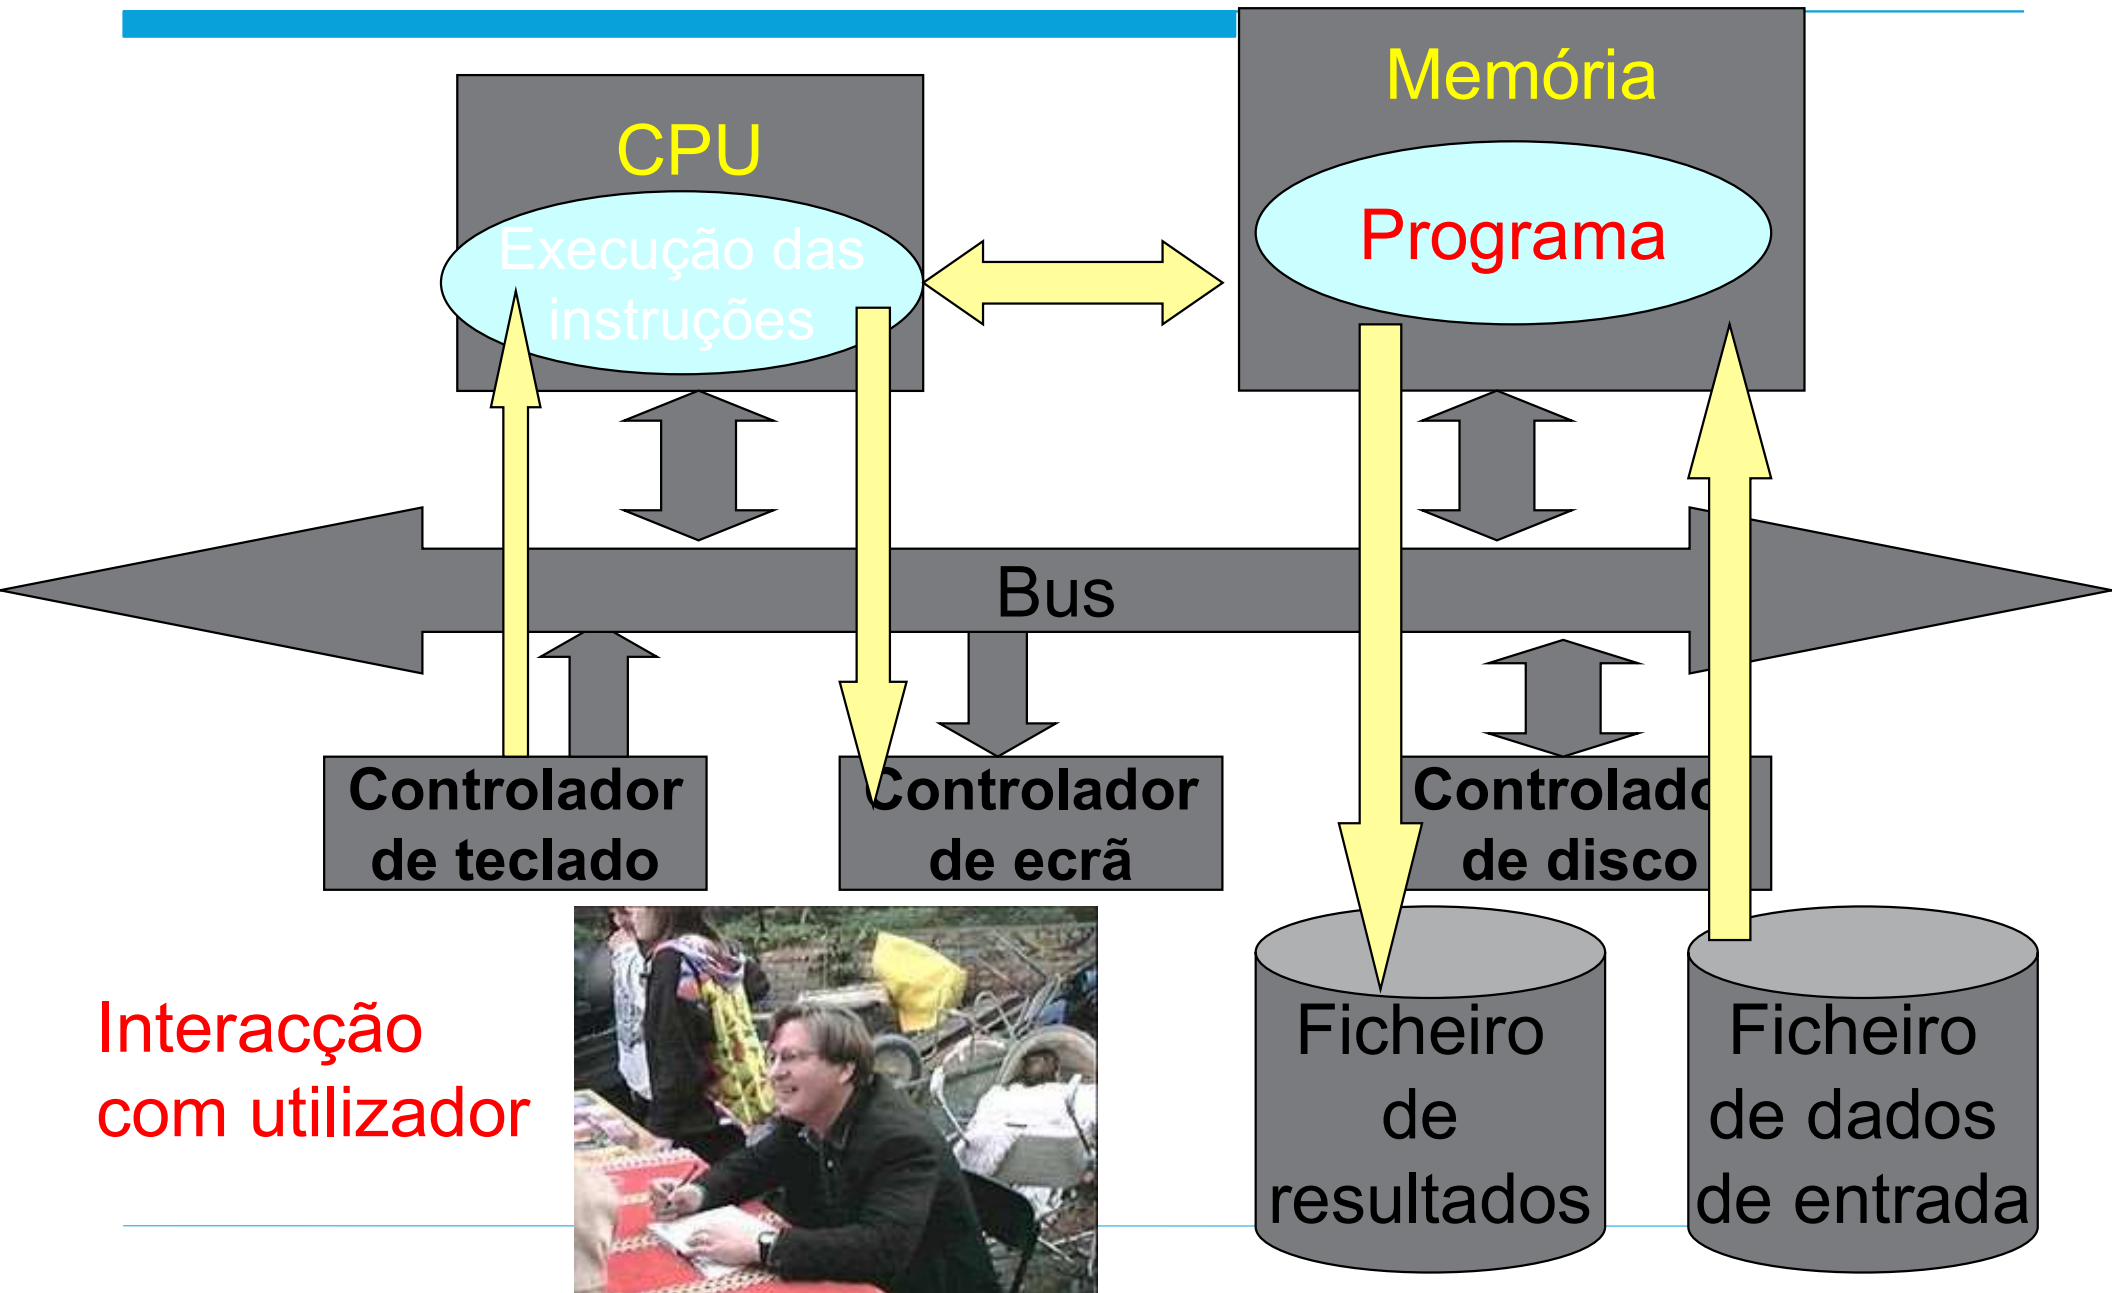 Memória
CPU
Programa
Execução das
instruções
Bus
Controlador
de teclado
Controlador
de ecrã
Controlador
de disco
Interacção
com utilizador
Ficheiro
de
resultados
Ficheiro
de dados
de entrada